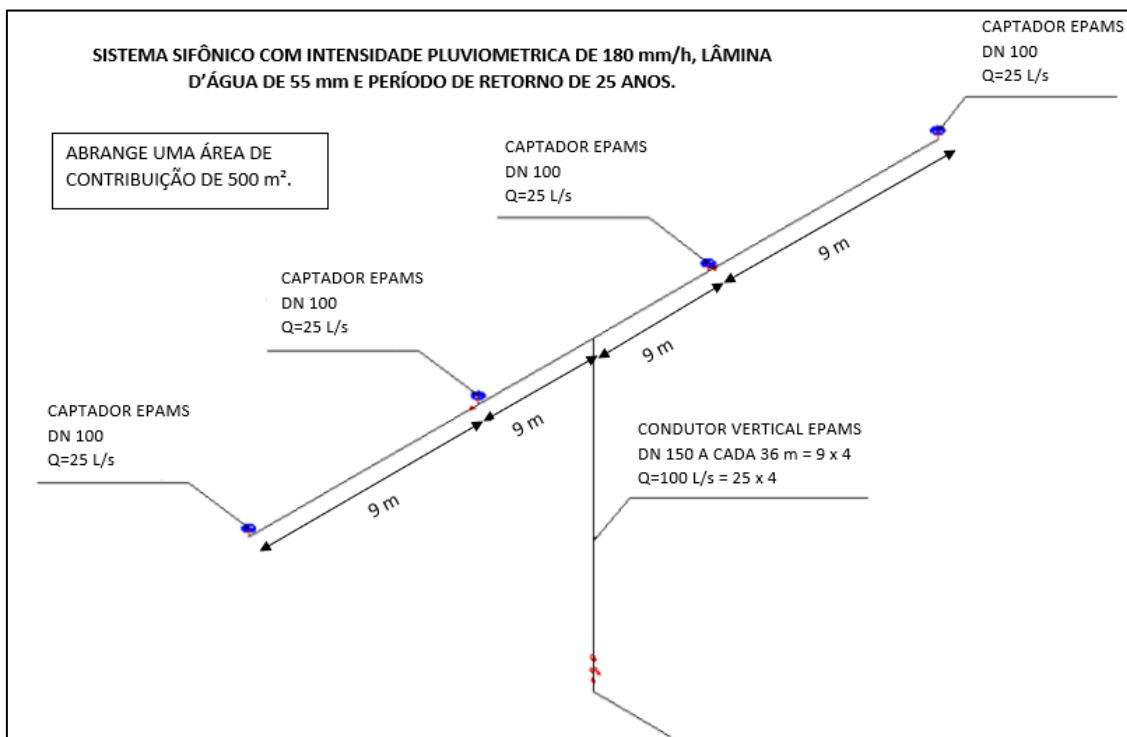 SISTEMA SIFÔNICO COM INTENSIDADE PLUVIOMETRICA DE 180 mm/h, LÂMINA
D'ÁGUA DE 55 mm E PERÍODO DE RETORNO DE 25 ANOS.
CAPTADOR EPAMS
DN 100
Q=25 L/s
ABRANGE UMA ÁREA DE
CONTRIBUIÇÃO DE 500 m².
CAPTADOR EPAMS
DN 100
Q=25 L/s
9 m
CAPTADOR EPAMS
DN 100
Q=25 L/s
9 m
CAPTADOR EPAMS
DN 100
Q=25 L/s
9 m
CONDUTOR VERTICAL EPAMS
DN 150 A CADA 36 m = 9 x 4
Q=100 L/s = 25 x 4
9 m